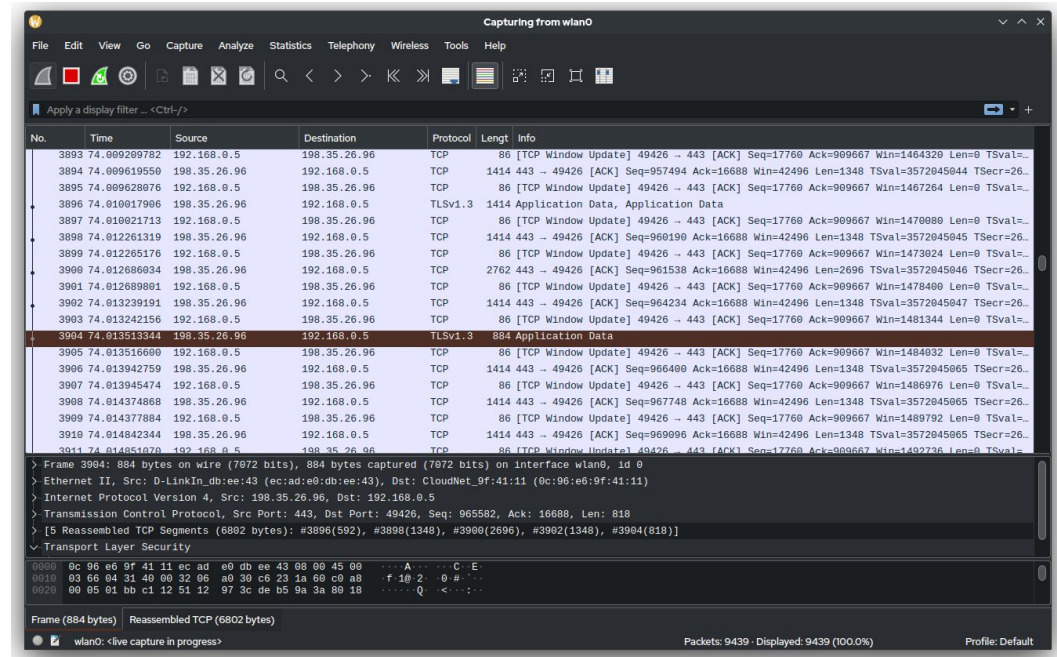 Capturing from wlan0
File Edit View Go Capture Analyze Statistics Telephony Wireless Tools Help
Apply a display filter ... <Ctrl-/>
No. Time Source Destination Protocol Lengt Info
3893 74.009209782 192.168.0.5 198.35.26.96 TCP 86 [TCP Window Update] 49426 → 443 [ACK] Seq=17760 Ack=909667 Win=1464320 Len=0 TSval=…
3894 74.009619550 198.35.26.96 192.168.0.5 TCP 1414 443 → 49426 [ACK] Seq=957494 Ack=16688 Win=42496 Len=1348 TSval=3572045044 TSecr=26…
3895 74.009628076 192.168.0.5 198.35.26.96 TCP 86 [TCP Window Update] 49426 → 443 [ACK] Seq=17760 Ack=909667 Win=1467264 Len=0 TSval=…
3896 74.010017906 198.35.26.96 192.168.0.5 TLSv1.3 1414 Application Data, Application Data
3897 74.010021713 192.168.0.5 198.35.26.96 TCP 86 [TCP Window Update] 49426 → 443 [ACK] Seq=17760 Ack=909667 Win=1470080 Len=0 TSval=…
3898 74.012261319 198.35.26.96 192.168.0.5 TCP 1414 443 → 49426 [ACK] Seq=960190 Ack=16688 Win=42496 Len=1348 TSval=3572045045 TSecr=26…
3899 74.012265176 192.168.0.5 198.35.26.96 TCP 86 [TCP Window Update] 49426 → 443 [ACK] Seq=17760 Ack=909667 Win=1473024 Len=0 TSval=…
3900 74.012686034 198.35.26.96 192.168.0.5 TCP 2762 443 → 49426 [ACK] Seq=961538 Ack=16688 Win=42496 Len=2696 TSval=3572045046 TSecr=26…
3901 74.012689801 192.168.0.5 198.35.26.96 TCP 86 [TCP Window Update] 49426 → 443 [ACK] Seq=17760 Ack=909667 Win=1478400 Len=0 TSval=…
3902 74.013239191 198.35.26.96 192.168.0.5 TCP 1414 443 → 49426 [ACK] Seq=964234 Ack=16688 Win=42496 Len=1348 TSval=3572045047 TSecr=26…
3903 74.013242156 192.168.0.5 198.35.26.96 TCP 86 [TCP Window Update] 49426 → 443 [ACK] Seq=17760 Ack=909667 Win=1481344 Len=0 TSval=…
3904 74.013513344 198.35.26.96 192.168.0.5 TLSv1.3 884 Application Data
3905 74.013516600 192.168.0.5 198.35.26.96 TCP 86 [TCP Window Update] 49426 → 443 [ACK] Seq=17760 Ack=909667 Win=1484032 Len=0 TSval=…
3906 74.013942759 198.35.26.96 192.168.0.5 TCP 1414 443 → 49426 [ACK] Seq=966400 Ack=16688 Win=42496 Len=1348 TSval=3572045065 TSecr=26…
3907 74.013945474 192.168.0.5 198.35.26.96 TCP 86 [TCP Window Update] 49426 → 443 [ACK] Seq=17760 Ack=909667 Win=1486976 Len=0 TSval=…
3908 74.014374868 198.35.26.96 192.168.0.5 TCP 1414 443 → 49426 [ACK] Seq=967748 Ack=16688 Win=42496 Len=1348 TSval=3572045065 TSecr=26…
3909 74.014377884 192.168.0.5 198.35.26.96 TCP 86 [TCP Window Update] 49426 → 443 [ACK] Seq=17760 Ack=909667 Win=1489792 Len=0 TSval=…
3910 74.014842344 198.35.26.96 192.168.0.5 TCP 1414 443 → 49426 [ACK] Seq=969096 Ack=16688 Win=42496 Len=1348 TSval=3572045065 TSecr=26…
3911 74.014851070 192.168.0.5 198.35.26.96 TCP 86 [TCP Window Update] 49426 → 443 [ACK] Seq=17760 Ack=909667 Win=1492736 Len=0 TSval=…
Frame 3904: 884 bytes on wire (7072 bits), 884 bytes captured (7072 bits) on interface wlan0, id 0
Ethernet II, Src: D-LinkIn_db:ee:43 (ec:ad:e0:db:ee:43), Dst: CloudNet_9f:41:11 (0c:96:e6:9f:41:11)
Internet Protocol Version 4, Src: 198.35.26.96, Dst: 192.168.0.5
Transmission Control Protocol, Src Port: 443, Dst Port: 49426, Seq: 965582, Ack: 16688, Len: 818
[5 Reassembled TCP Segments (6802 bytes): #3896(592), #3898(1348), #3900(2696), #3902(1348), #3904(818)]
Transport Layer Security
0000 0c 96 e6 9f 41 11 ec ad e0 db ee 43 08 00 45 00 ····A··· ···C··E·
0010 03 66 04 31 40 00 32 06 a0 30 c6 23 1a 60 c0 a8 ·f·1@·2· ·0·#·`··
0020 00 05 01 bb c1 12 51 12 97 3c de b5 9a 3a 80 18 ······Q· ·<···:··
Frame (884 bytes) Reassembled TCP (6802 bytes)
wlan0: <live capture in progress> Packets: 9439 · Displayed: 9439 (100.0%) Profile: Default